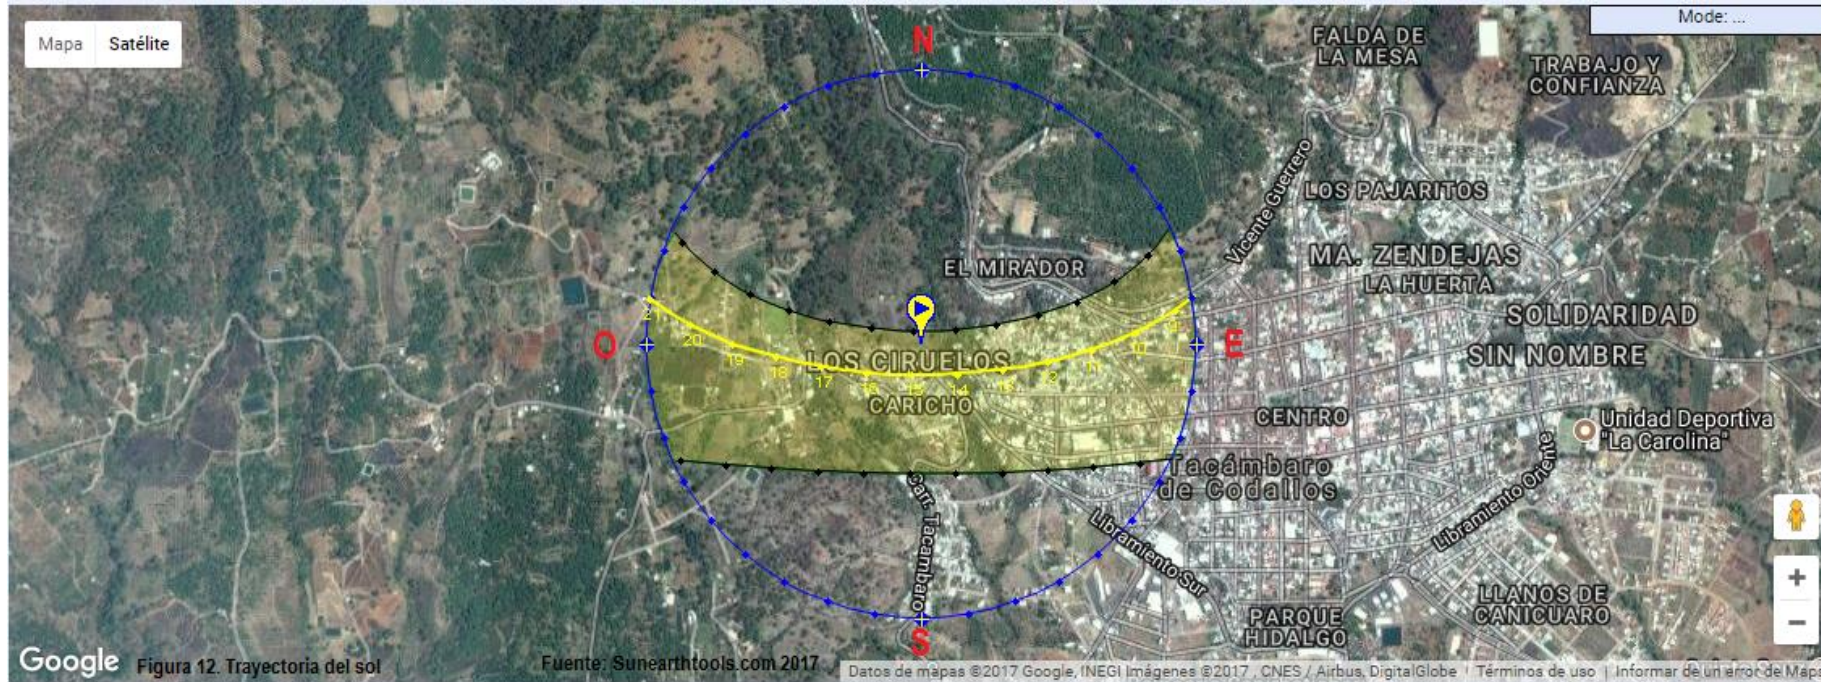 Mode: ...
Mapa
Satélite
N
FALDA DE
LA MESA
TRABAJO Y
CONFIANZA
Vicente Guerrero
LOS PAJARITOS
EL MIRADOR
MA. ZENDEJAS
LA HUERTA
SOLIDARIDAD
SIN NOMBRE
O
E
21
20
19
18
17
16
15
14
13
12
11
10
9
LOS CIRUELOS
CARICHO
CENTRO
Unidad Deportiva
"La Carolina"
Tacámbaro
de Codallos
Carr. Tacambaro
Libramiento Sur
Libramiento Oriente
LLANOS DE
CANICUARO
PARQUE
HIDALGO
S
Google
Figura 12. Trayectoria del sol
Fuente: Sunearthtools.com 2017
Datos de mapas ©2017 Google, INEGI Imágenes ©2017 , CNES / Airbus, DigitalGlobe
Términos de uso
Informar de un error de Maps